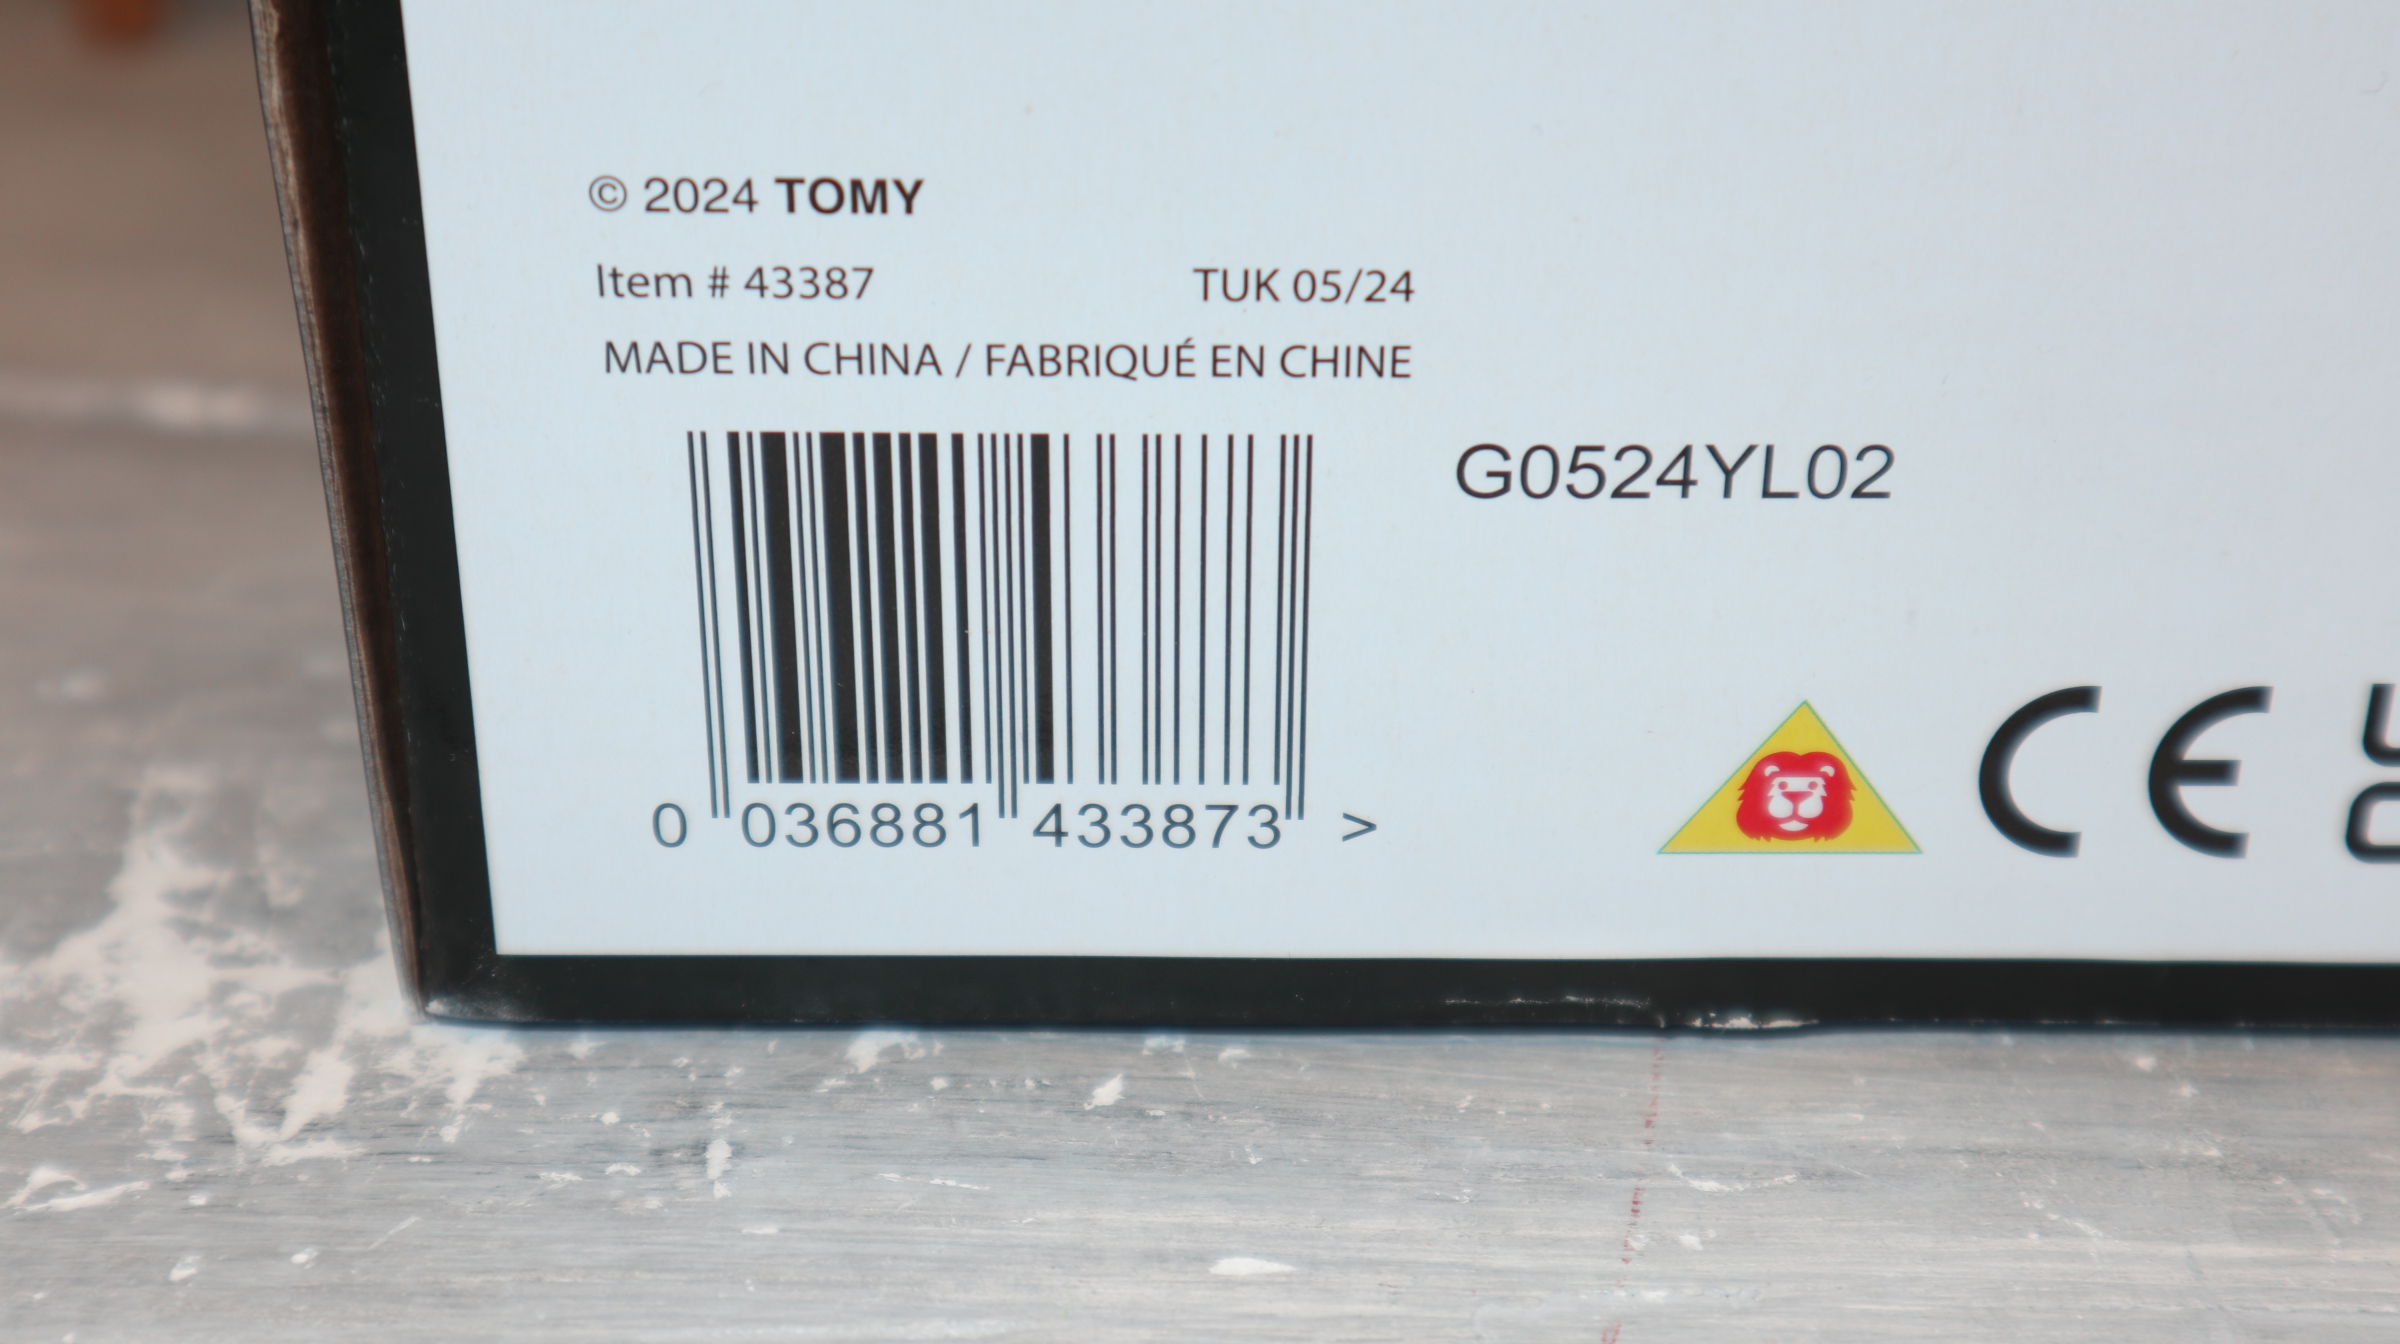 © 2024 TOMY
Item # 43387 TUK 05/24
MADE IN CHINA / FABRIQUÉ EN CHINE
G0524YL02
0 036881 433873 >
CE